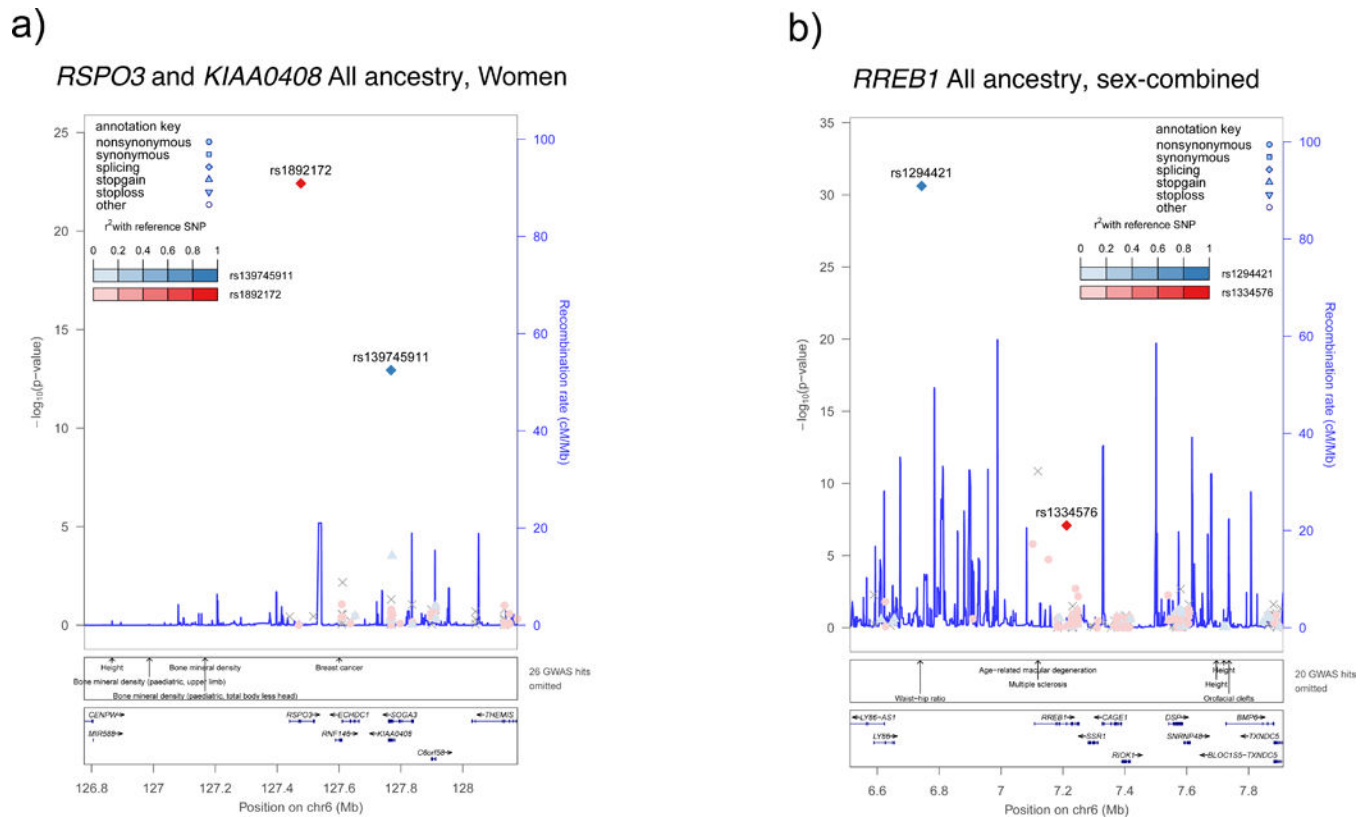 a)
RSPO3 and KIAA0408 All ancestry, Women
25
20
15
10
5
0
−log10(p−value)
annotation key
nonsynonymous
synonymous
splicing
stopgain
stoploss
other
r2with reference SNP
0 0.2 0.4 0.6 0.8 1
rs139745911
rs1892172
rs1892172
rs139745911
100
80
60
40
20
0
Recombination rate (cM/Mb)
Height Bone mineral density Breast cancer
Bone mineral density (paediatric, upper limb)
Bone mineral density (paediatric, total body less head)
26 GWAS hits
omitted
CENPW→ RSPO3→ ←ECHDC1 ←SOGA3 ←THEMIS
MIR588→ RNF146→ ←KIAA0408
C6orf58→
126.8 127 127.2 127.4 127.6 127.8 128
Position on chr6 (Mb)
b)
RREB1 All ancestry, sex-combined
35
30
25
20
15
10
5
0
−log10(p−value)
rs1294421
annotation key
nonsynonymous
synonymous
splicing
stopgain
stoploss
other
r2with reference SNP
0 0.2 0.4 0.6 0.8 1
rs1294421
rs1334576
rs1334576
100
80
60
40
20
0
Recombination rate (cM/Mb)
Age−related macular degeneration Height
Multiple sclerosis Height
Waist−hip ratio Orofacial clefts
20 GWAS hits
omitted
←LY86−AS1 RREB1→ ←CAGE1 DSP→ BMP6→
LY86→ ←SSR1 SNRNP48→ ←TXNDC5
RIOK1→ ←BLOC1S5−TXNDC5
6.6 6.8 7 7.2 7.4 7.6 7.8
Position on chr6 (Mb)